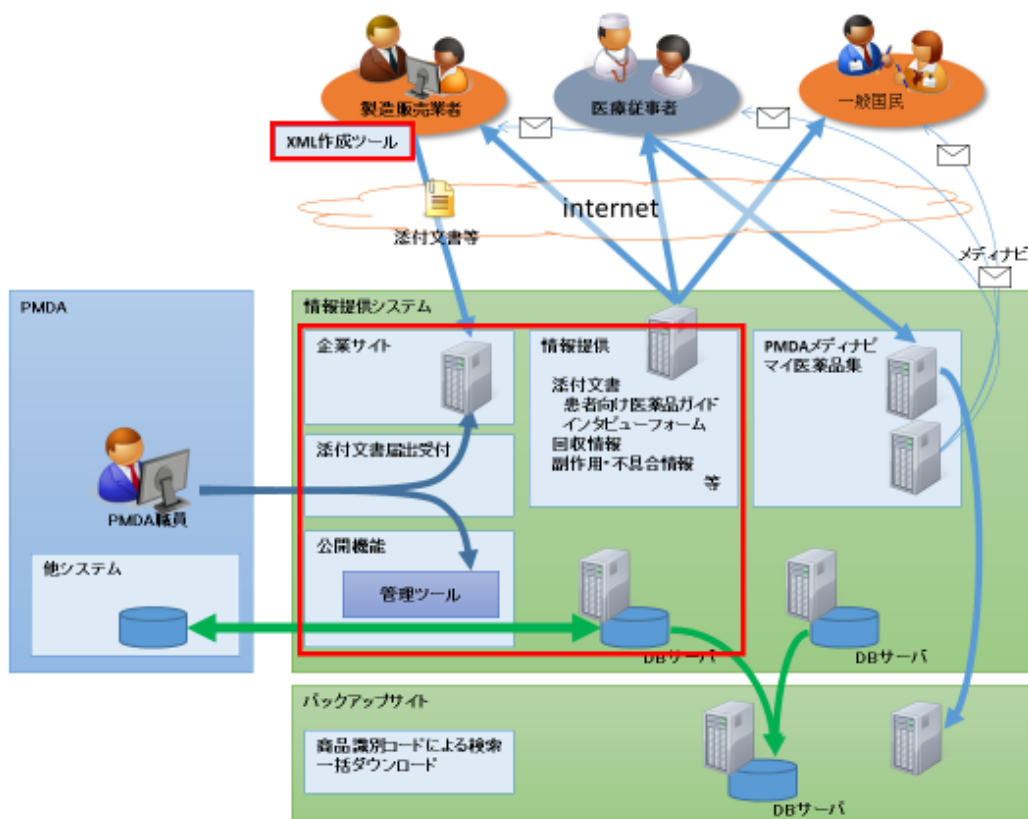 製造販売業者
医療従事者
一般国民
XML作成ツール
internet
添付文書等
メディナビ
PMDA
情報提供システム
企業サイト
情報提供
PMDAメディナビ
マイ医薬品集
添付文書
患者向け医薬品ガイド
インタビューフォーム
回収情報
副作用・不具合情報
等
添付文書届出受付
PMDA職員
公開機能
管理ツール
他システム
DBサーバ
DBサーバ
バックアップサイト
商品識別コードによる検索
一括ダウンロード
DBサーバ